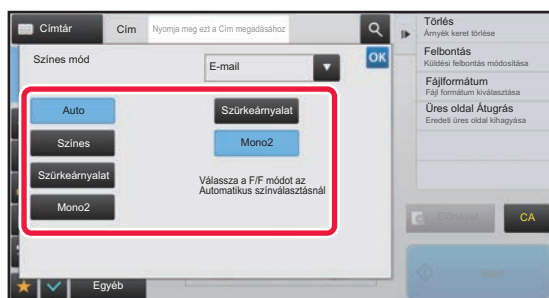 Címtár
Cím
Nyomja meg ezt a Cím megadásához
Színes mód
E-mail
OK
Auto
Szürkeárnyalat
Színes
Mono2
Szürkeárnyalat
Válassza a F/F módot az
Automatikus színválasztásnál
Mono2
Egyéb
Törlés
Árnyék keret törlése
Felbontás
Küldési felbontás módosítása
Fájlformátum
Fájl formátum kiválasztása
Üres oldal Átugrás
Eredeti üres oldal kihagyása
Előnézet
CA
Start